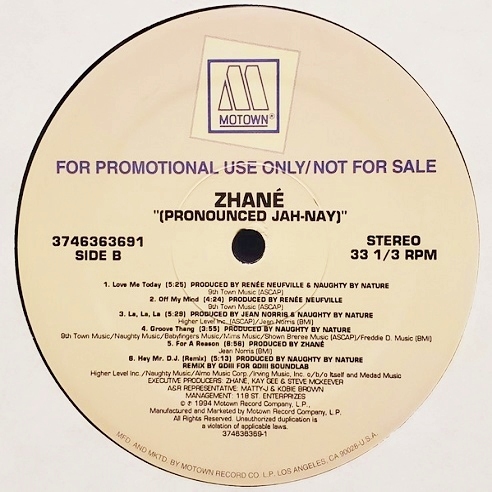 MOTOWN®
FOR PROMOTIONAL USE ONLY/NOT FOR SALE
ZHANÉ
"(PRONOUNCED JAH-NAY)"
3746363691
SIDE B
STEREO
33 1/3 RPM
1. Love Me Today (5:25) PRODUCED BY RENÉE NEUFVILLE & NAUGHTY BY NATURE
9th Town Music (ASCAP)
2. Off My Mind (4:24) PRODUCED BY RENÉE NEUFVILLE
9th Town Music (ASCAP)
3. La, La, La (5:29) PRODUCED BY JEAN NORRIS & NAUGHTY BY NATURE
Higher Level Inc.(ASCAP)/Jean Norris (BMI)
4. Groove Thang (3:55) PRODUCED BY NAUGHTY BY NATURE
9th Town Music/Naughty Music/Babyfingers Music/Mims Music/Shown Breree Music (ASCAP)/Freddie D. Music (BMI)
5. For A Reason (8:56) PRODUCED BY ZHANÉ
Jean Norris (BMI)
6. Hey Mr. D.J. (Remix) (5:13) PRODUCED BY NAUGHTY BY NATURE
REMIX BY QDIII FOR QDIII SOUNDLAB
Higher Level Inc./Naughty Music/Almo Music Corp./Irving Music, Inc. o/b/o Itself and Medad Music
EXECUTIVE PRODUCERS: ZHANÉ, KAY GEE & STEVE MCKEEVER
A&R REPRESENTATIVE: MATTY-J & KOBIE BROWN
MANAGEMENT: 118 ST. ENTERPRIZES
© ℗ 1994 Motown Record Company, L.P.
Manufactured and Marketed by Motown Record Company, L.P.
All Rights Reserved. Unauthorized duplication is
a violation of applicable laws.
374636369-1
MFD. AND MKTD. BY MOTOWN RECORD CO L.P. LOS ANGELES, CA 90028-U.S.A.